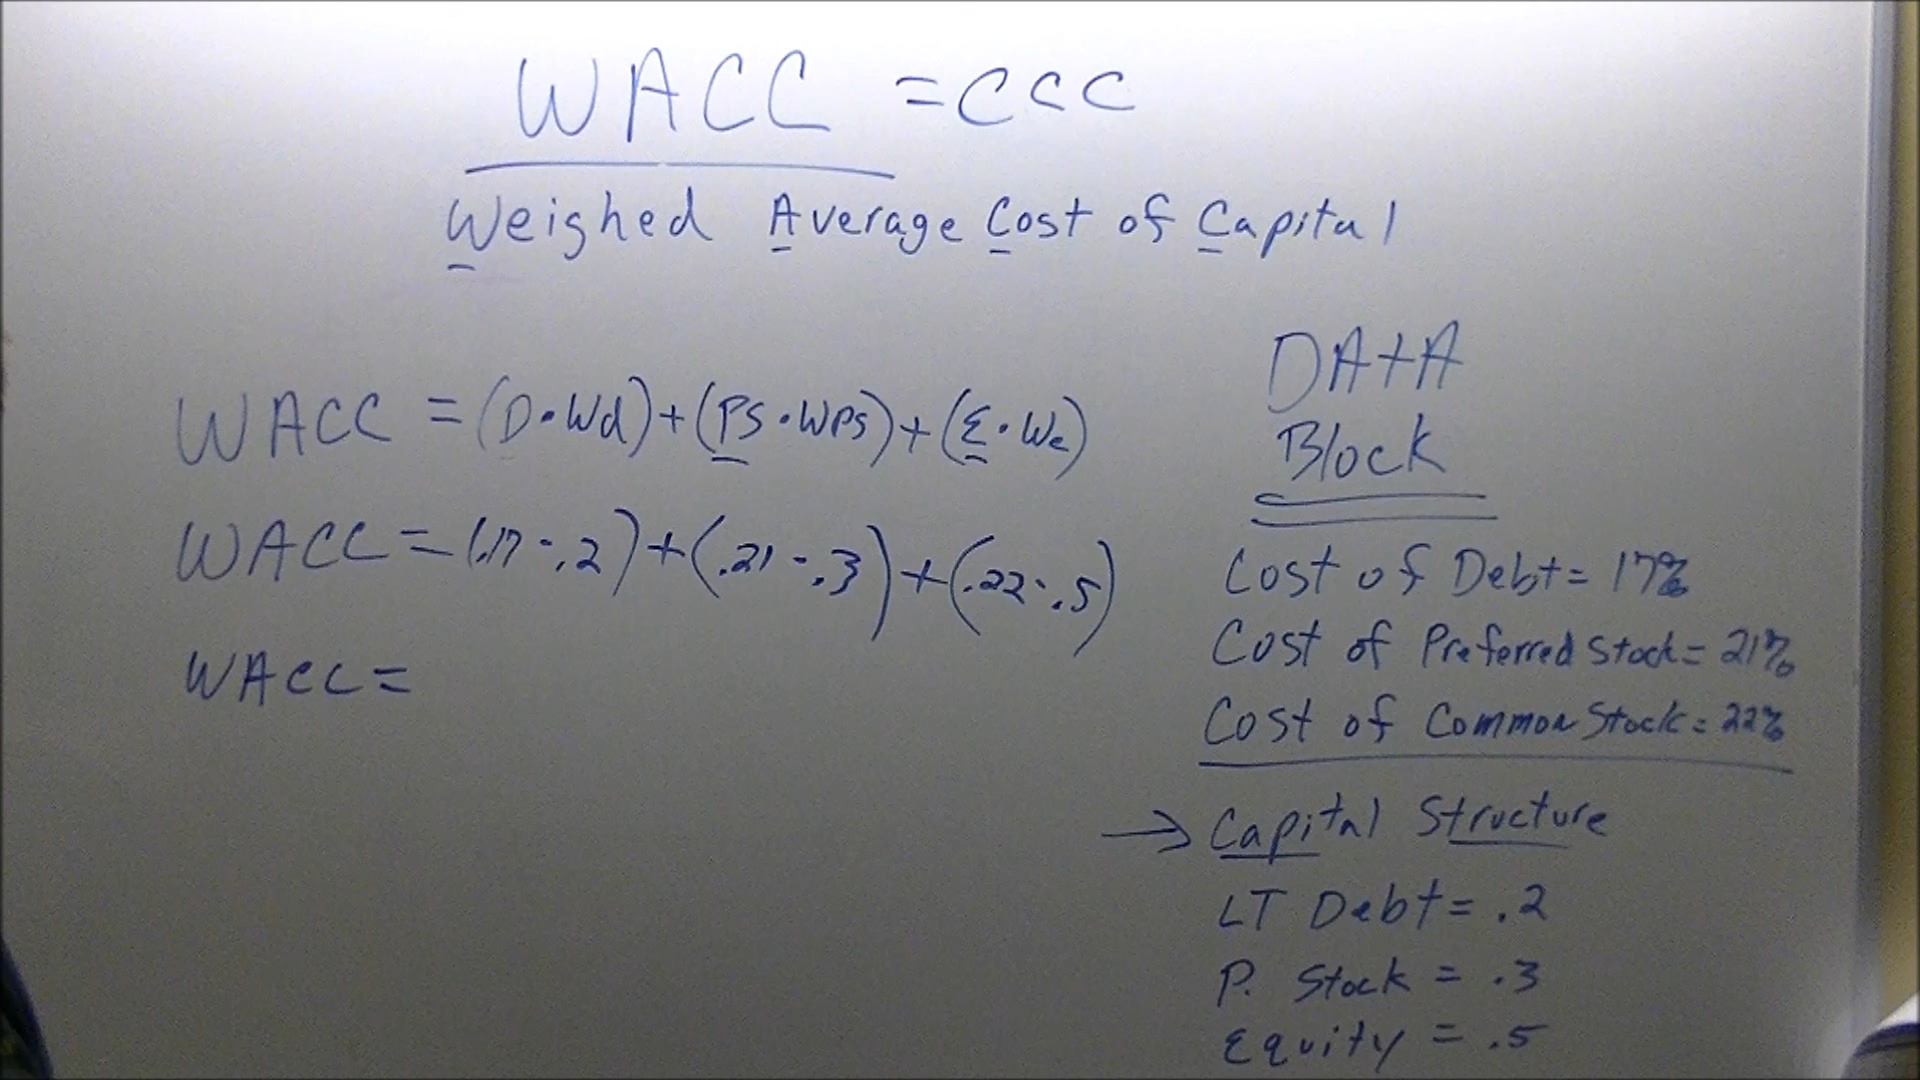 WACC = CCC
Weighed Average Cost of Capital
WACC = (D·Wd)+(PS·WPS)+(E·We)
WACC = (.17·.2)+(.21·.3)+(.22·.5)
WACC =
DATA
Block
Cost of Debt = 17%
Cost of Preferred Stock = 21%
Cost of Common Stock = 22%
→ Capital Structure
LT Debt = .2
P. Stock = .3
Equity = .5